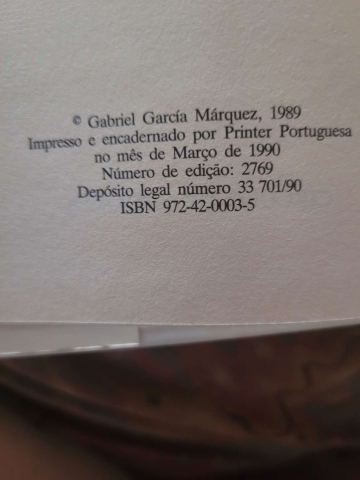 © Gabriel García Márquez, 1989
Impresso e encadernado por Printer Portuguesa
no mês de Março de 1990
Número de edição: 2769
Depósito legal número 33 701/90
ISBN 972-42-0003-5